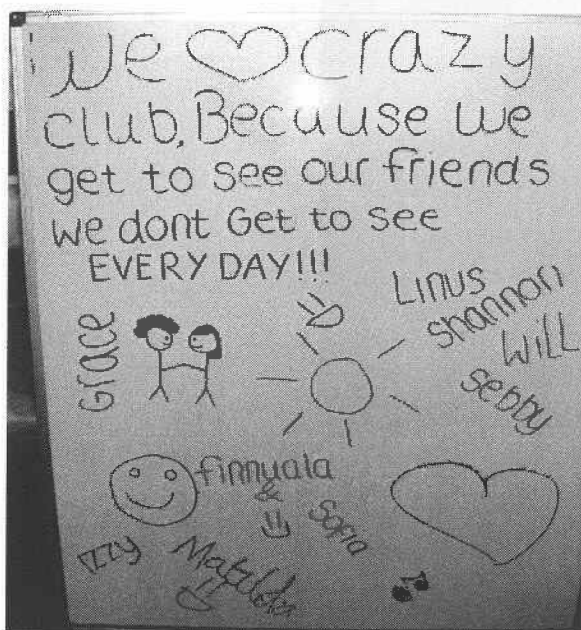 We ♡ crazy
club, Because we
get to see our friends
we dont Get to see
EVERY DAY!!!
Linus
shannon
Will
sebby
Grace
finnuala
&
Sofia
Izzy
Matilda